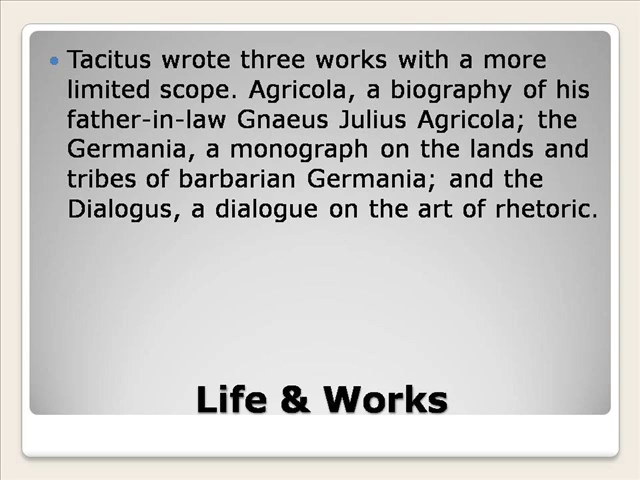 • Tacitus wrote three works with a more
limited scope. Agricola, a biography of his
father-in-law Gnaeus Julius Agricola; the
Germania, a monograph on the lands and
tribes of barbarian Germania; and the
Dialogus, a dialogue on the art of rhetoric.
Life & Works